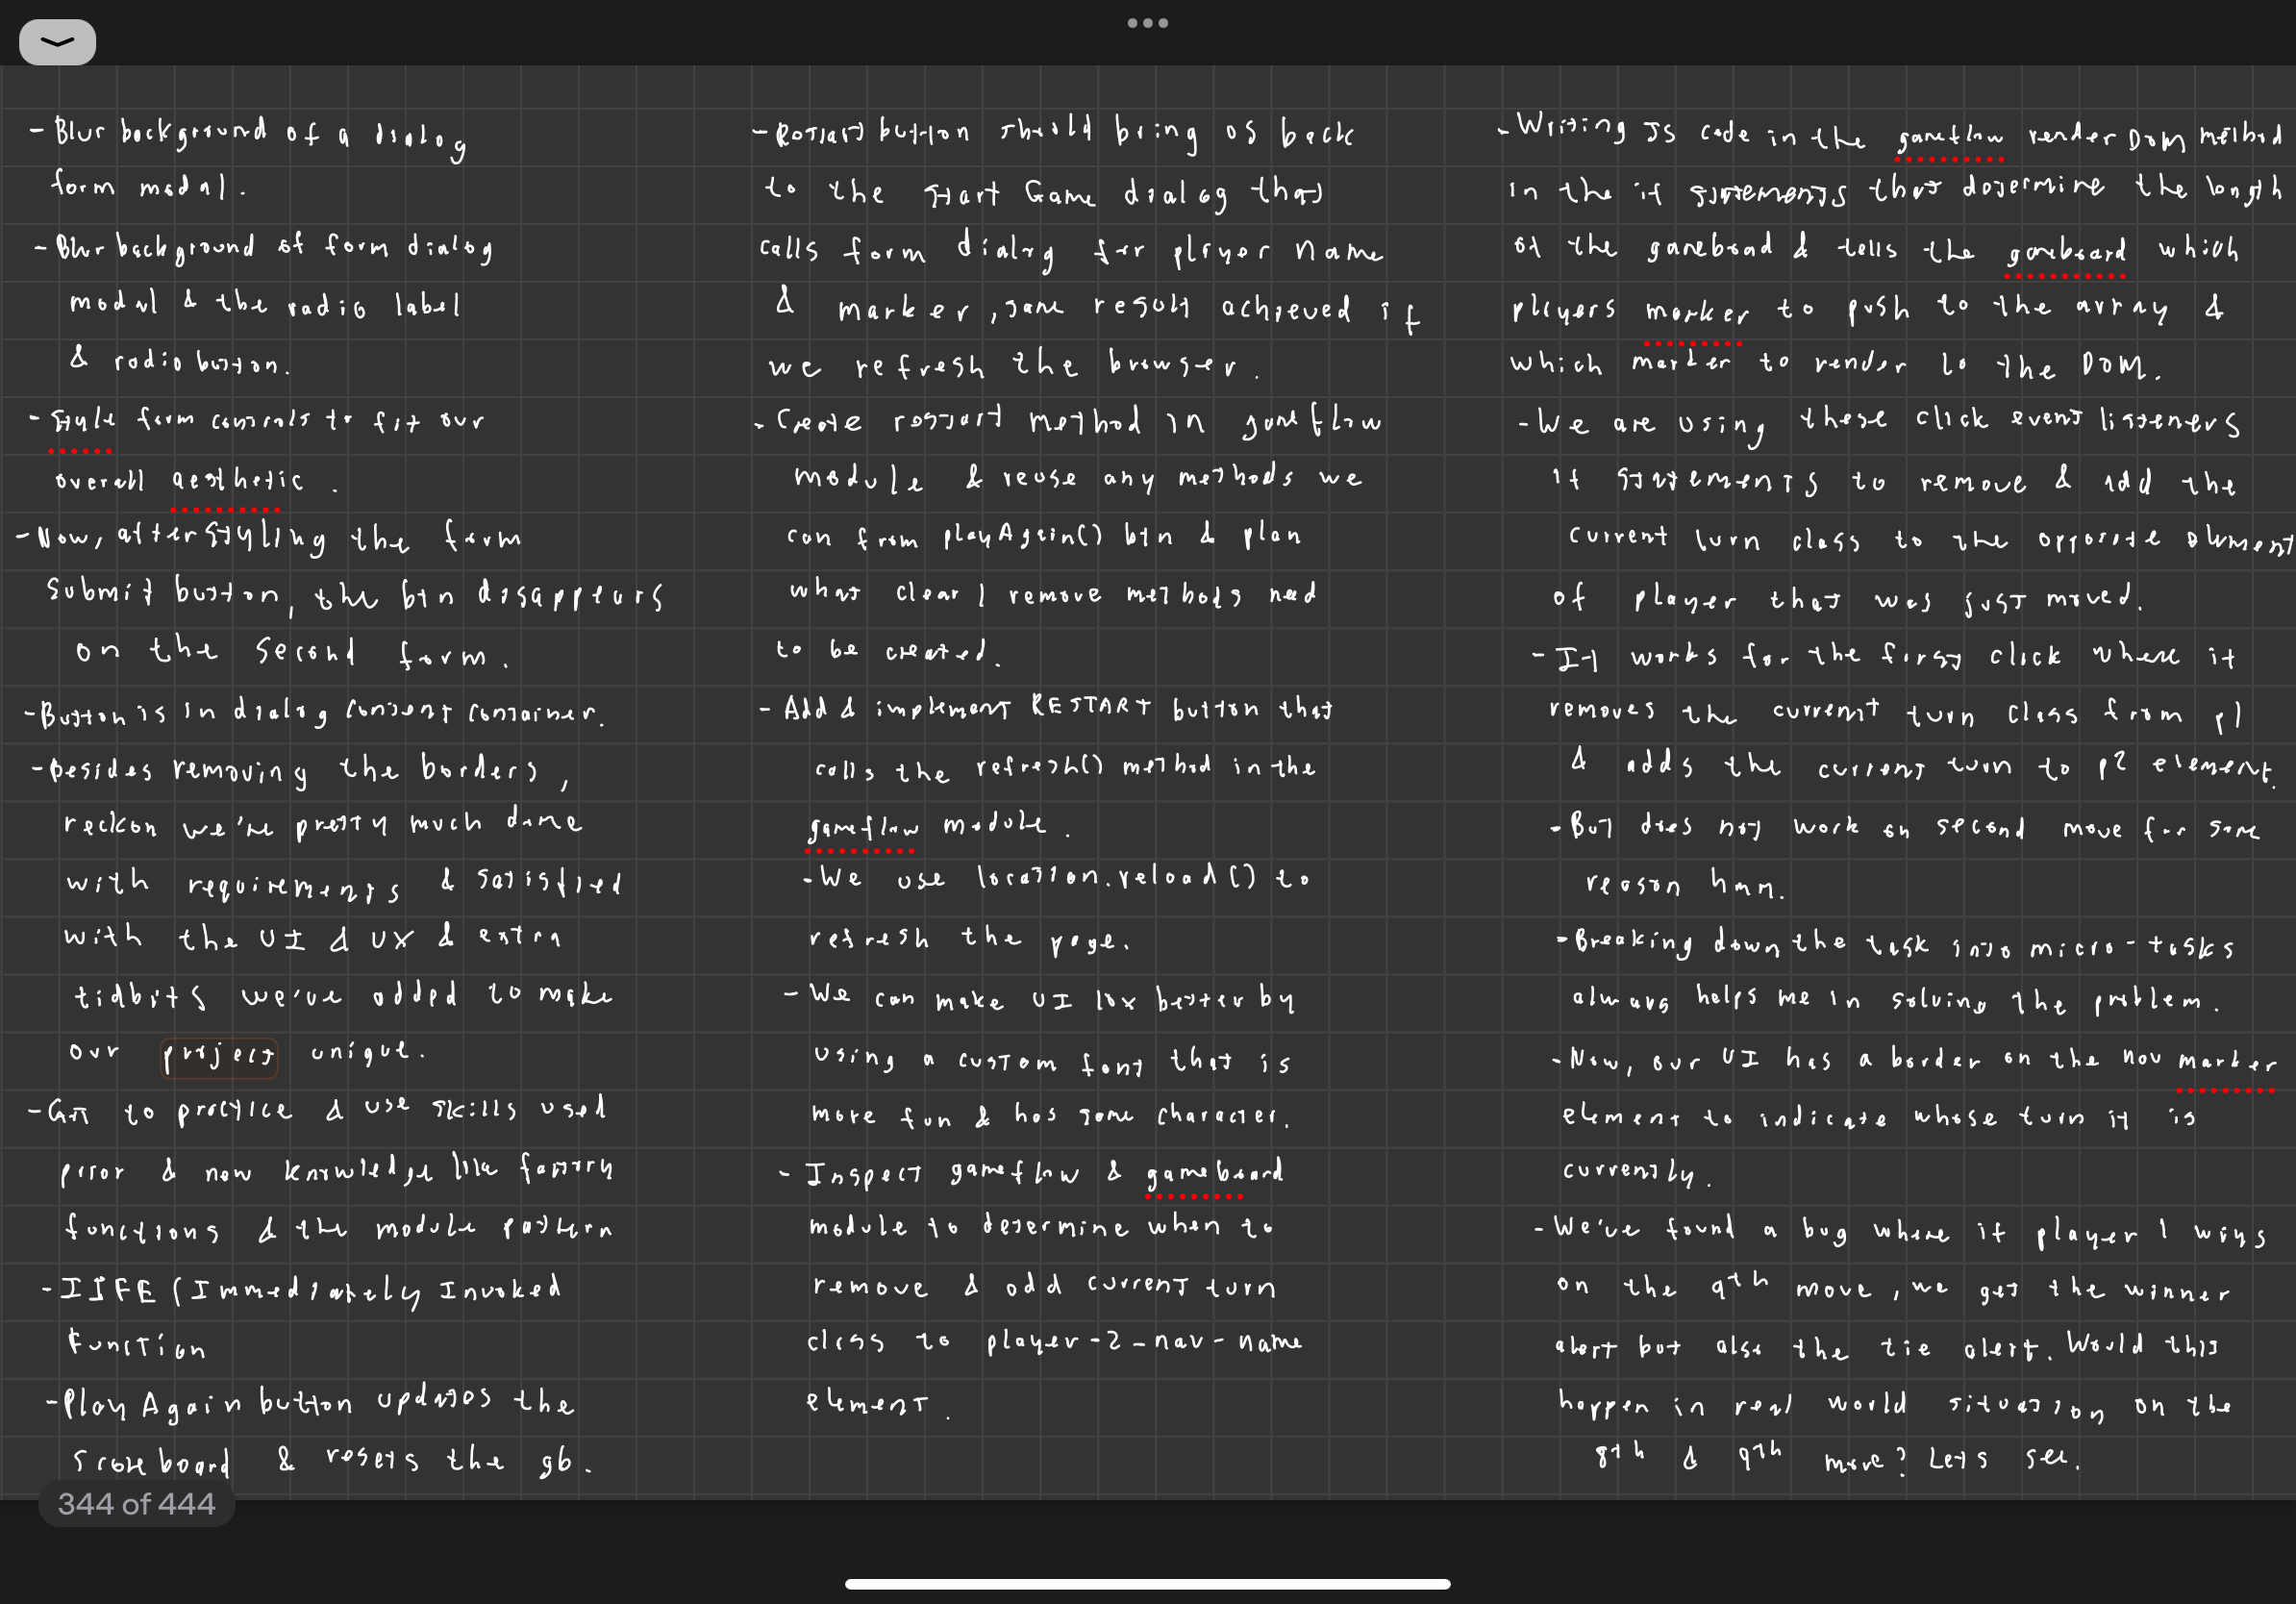 - Blur background of a dialog
form modal.
- Blur background of form dialog
modal & the radio label
& radio button.
- Style form controls to fit our
overall aesthetic.
- Now, after styling the form
submit button, the btn disappears
on the second form.
- Button is in dialog content container.
- Besides removing the borders,
reckon we're pretty much done
with requirements & satisfied
with the UI & UX & extra
tidbits we've added to make
our project unique.
- Get to practice & use skills used
prior & new knowledge like factory
functions & the module pattern
- IIFE (Immediately Invoked
Function
- Play Again button updates the
scoreboard & resets the gb.
- Restart button should bring us back
to the start Game dialog that
calls form dialog for player name
& marker, same result achieved if
we refresh the browser.
- Create restart method in gameflow
module & reuse any methods we
can from playAgain() btn & plan
what clear / remove methods need
to be created.
- Add & implement RESTART button that
calls the refresh() method in the
gameflow module.
- We use location.reload() to
refresh the page.
- We can make UI 10x better by
using a custom font that is
more fun & has some character.
- Inspect gameflow & gameboard
module to determine when to
remove & add current turn
class to player-2-nav-name
element.
- Writing JS code in the gameflow render DOM method
in the if statements that determine the length
of the gameboad & tells the gameboard which
players marker to push to the array &
which marker to render to the DOM.
- We are using these click event listeners
if statements to remove & add the
current turn class to the opposite element
of player that was just moved.
- It works for the first click where it
removes the current turn class from p1
& adds the current turn to p2 element.
- But does not work on second move for some
reason hmm.
- Breaking down the task into micro-tasks
always helps me in solving the problem.
- Now, our UI has a border on the nav marker
element to indicate whose turn it is
currently.
- We've found a bug where if player 1 wins
on the 9th move, we get the winner
alert but also the tie alert. Would this
happen in real world situation on the
8th & 9th move? Lets see.
344 of 444